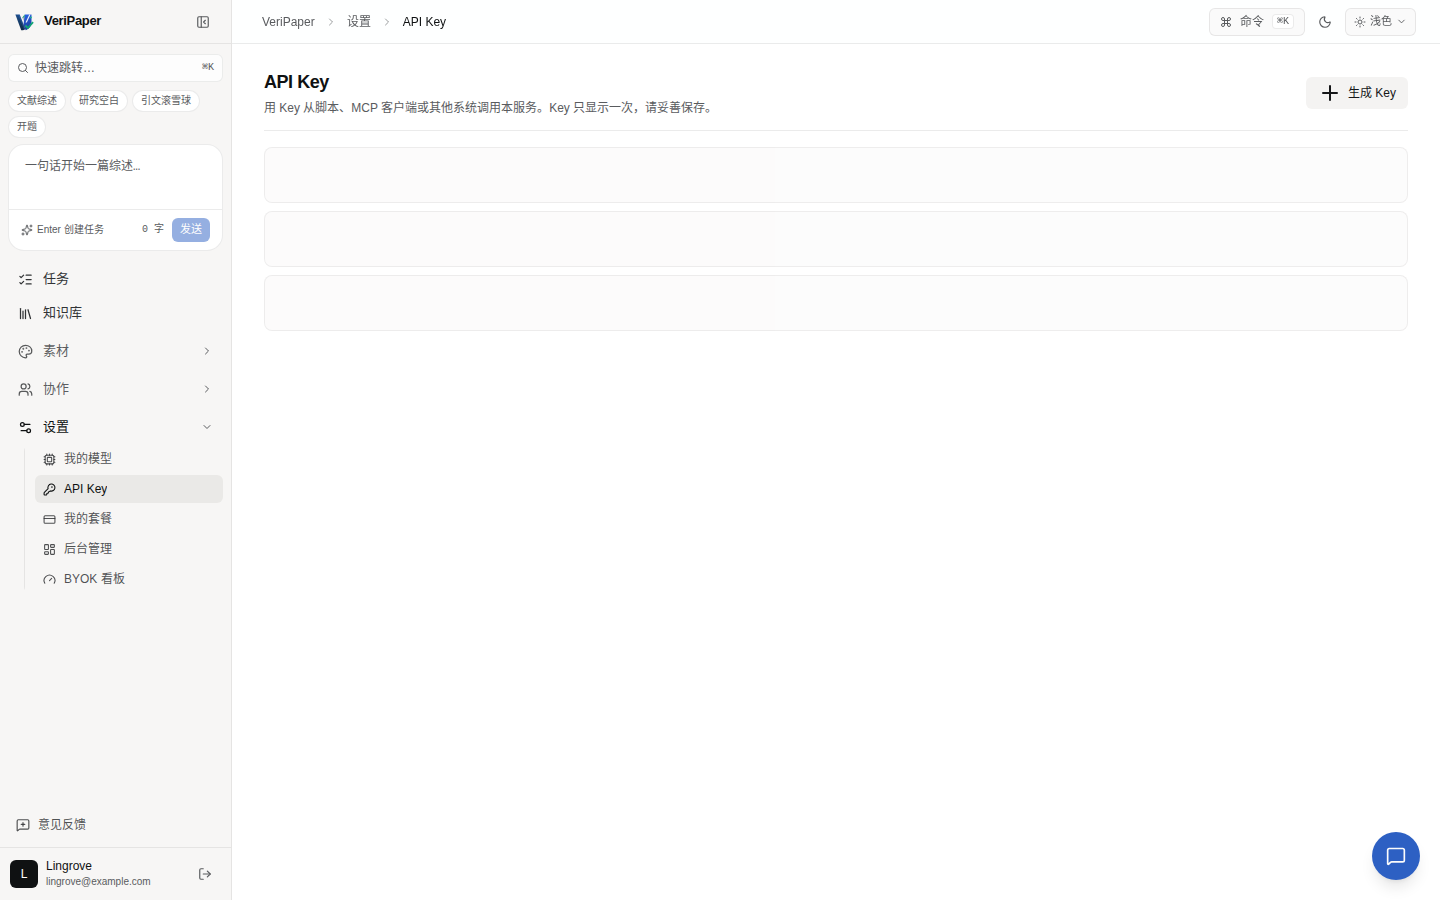 VeriPaper
快速跳转… ⌘K
文献综述 研究空白 引文滚雪球
开题
一句话开始一篇综述…
Enter 创建任务 0 字 发送
任务
知识库
素材
协作
设置
我的模型
API Key
我的套餐
后台管理
BYOK 看板
意见反馈
L Lingrove
lingrove@example.com
VeriPaper 设置 API Key
命令 ⌘K 浅色
API Key
用 Key 从脚本、MCP 客户端或其他系统调用本服务。Key 只显示一次，请妥善保存。
生成 Key